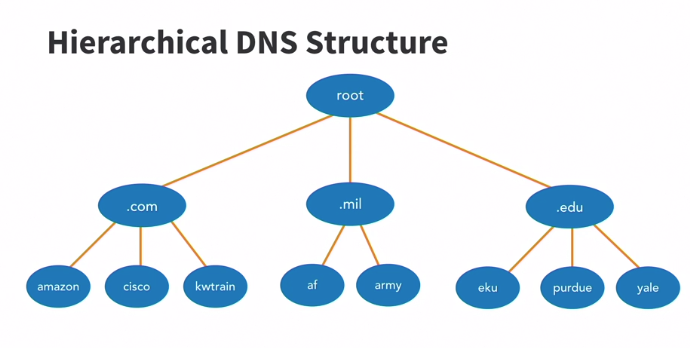 Hierarchical DNS Structure
root
.com
.mil
.edu
amazon
cisco
kwtrain
af
army
eku
purdue
yale